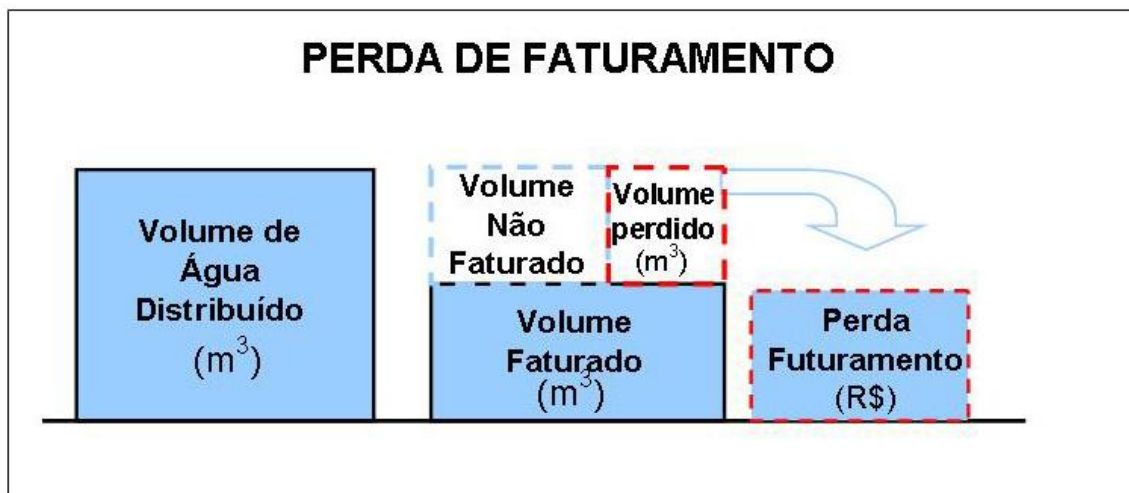 PERDA DE FATURAMENTO
Volume de
Água
Distribuído
(m³)
Volume
Não
Faturado
Volume
perdido
(m³)
Volume
Faturado
(m³)
Perda
Futuramento
(R$)